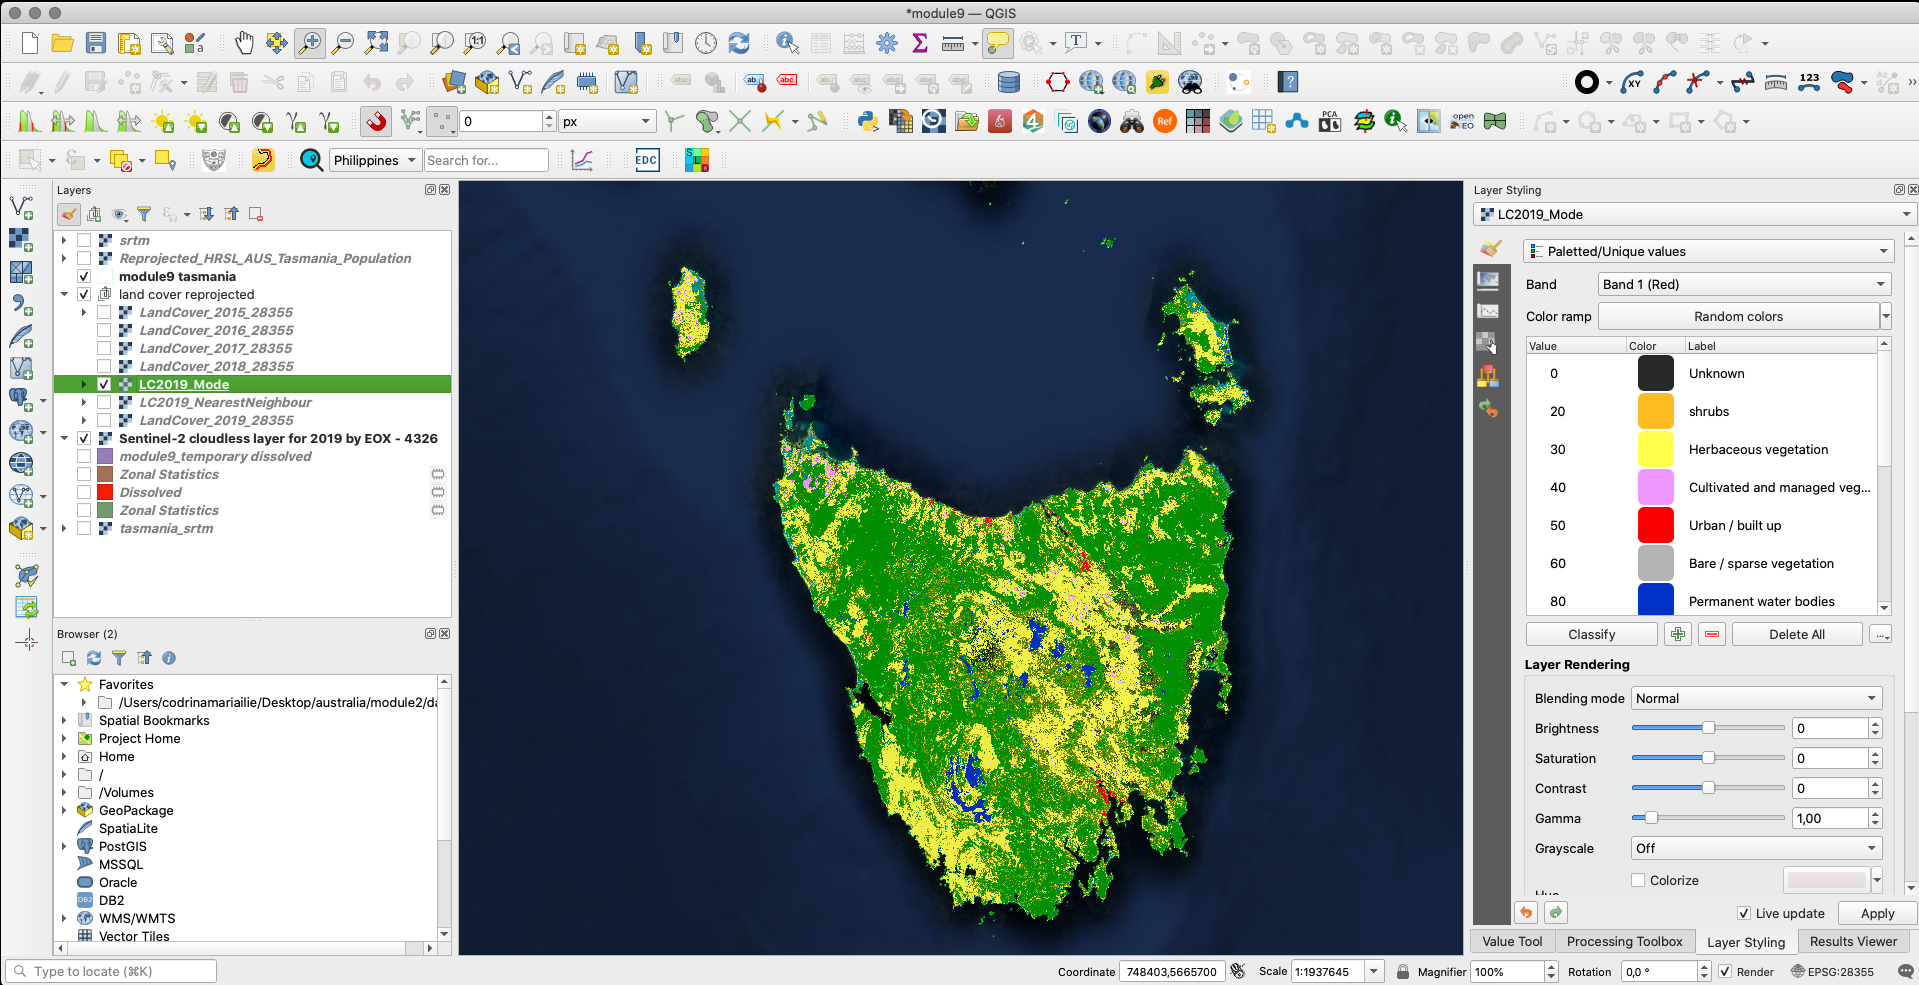 *module9 — QGIS
0
px
Philippines
Search for...
EDC
Layers
srtm
Reprojected_HRSL_AUS_Tasmania_Population
module9 tasmania
land cover reprojected
LandCover_2015_28355
LandCover_2016_28355
LandCover_2017_28355
LandCover_2018_28355
LC2019_Mode
LC2019_NearestNeighbour
LandCover_2019_28355
Sentinel-2 cloudless layer for 2019 by EOX - 4326
module9_temporary dissolved
Zonal Statistics
Dissolved
Zonal Statistics
tasmania_srtm
Browser (2)
Favorites
/Users/codrinamariailie/Desktop/australia/module2/da
Spatial Bookmarks
Project Home
Home
/
/Volumes
GeoPackage
SpatiaLite
PostGIS
MSSQL
Oracle
DB2
WMS/WMTS
Vector Tiles
Layer Styling
LC2019_Mode
Paletted/Unique values
Band Band 1 (Red)
Color ramp Random colors
Value Color Label
0 Unknown
20 shrubs
30 Herbaceous vegetation
40 Cultivated and managed veg...
50 Urban / built up
60 Bare / sparse vegetation
80 Permanent water bodies
Classify Delete All ...
Layer Rendering
Blending mode Normal
Brightness 0
Saturation 0
Contrast 0
Gamma 1,00
Grayscale Off
Colorize
Live update Apply
Value Tool Processing Toolbox Layer Styling Results Viewer
Type to locate (⌘K)
Coordinate 748403,5665700 Scale 1:1937645 Magnifier 100% Rotation 0,0 ° Render EPSG:28355